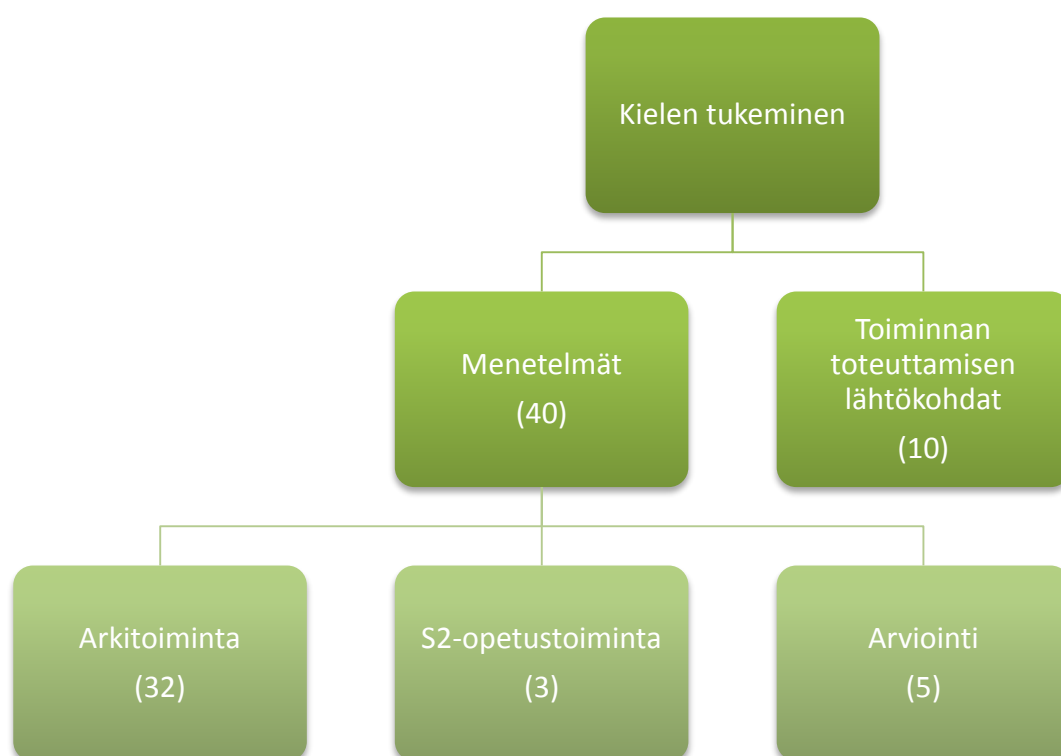 Kielen tukeminen
Menetelmät
(40)
Toiminnan
toteuttamisen
lähtökohdat
(10)
Arkitoiminta
(32)
S2-opetustoiminta
(3)
Arviointi
(5)